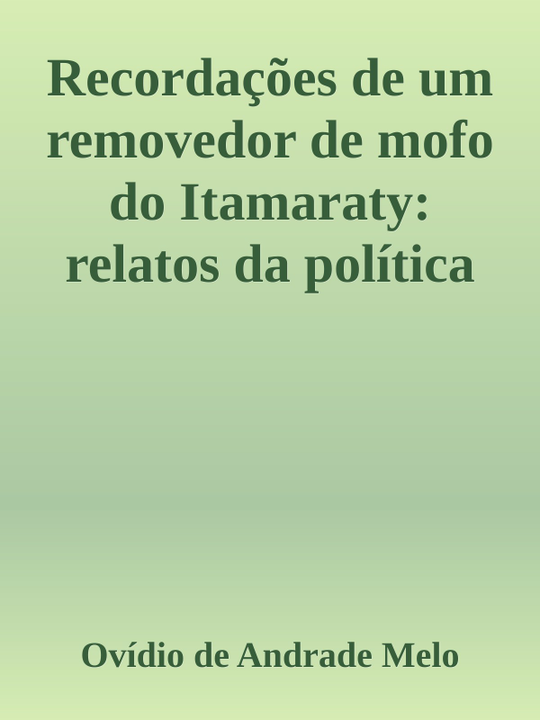 Recordações de um
removedor de mofo
do Itamaraty:
relatos da política
Ovídio de Andrade Melo